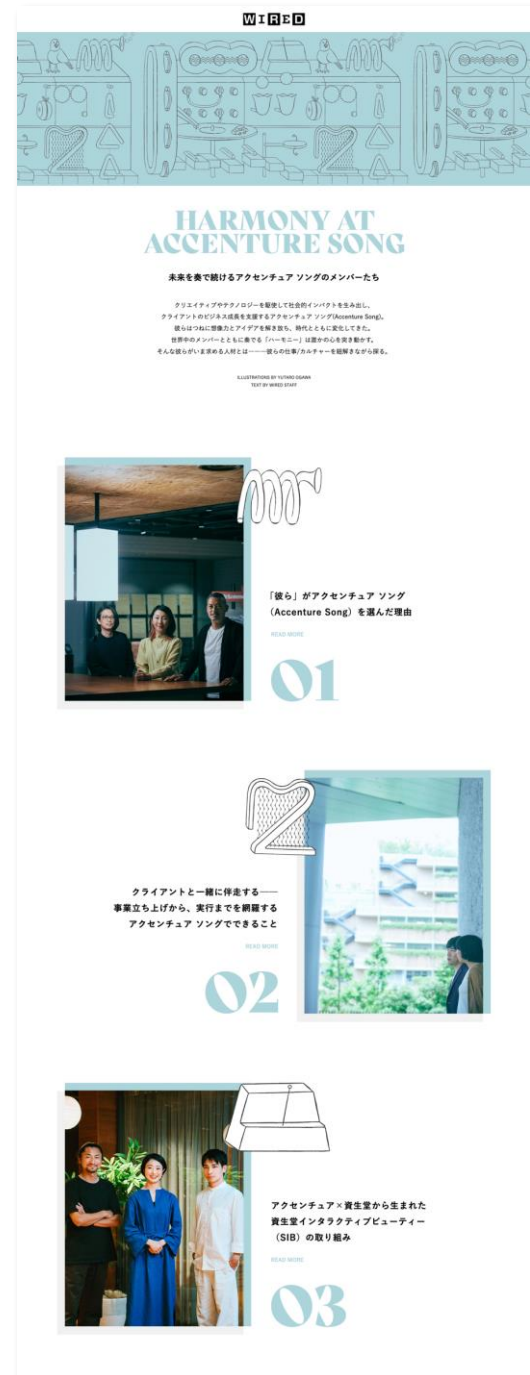 WIRED
HARMONY AT
ACCENTURE SONG
未来を奏で続けるアクセンチュア ソングのメンバーたち
クリエイティブやテクノロジーを駆使して社会的インパクトを生み出し、
クライアントのビジネス成長を支援するアクセンチュア ソング(Accenture Song)。
彼らはつねに想像力とアイデアを解き放ち、時代とともに変化してきた。
世界中のメンバーとともに奏でる「ハーモニー」は誰かの心を突き動かす。
そんな彼らがいま求める人材とは———彼らの仕事/カルチャーを紐解きながら探る。
ILLUSTRATIONS BY YUTARO OGAWA
TEXT BY WIRED STAFF
「彼ら」がアクセンチュア ソング
（Accenture Song）を選んだ理由
READ MORE
01
クライアントと一緒に伴走する——
事業立ち上げから、実行までを網羅する
アクセンチュア ソングでできること
READ MORE
02
アクセンチュア×資生堂から生まれた
資生堂インタラクティブビューティー
（SIB）の取り組み
READ MORE
03